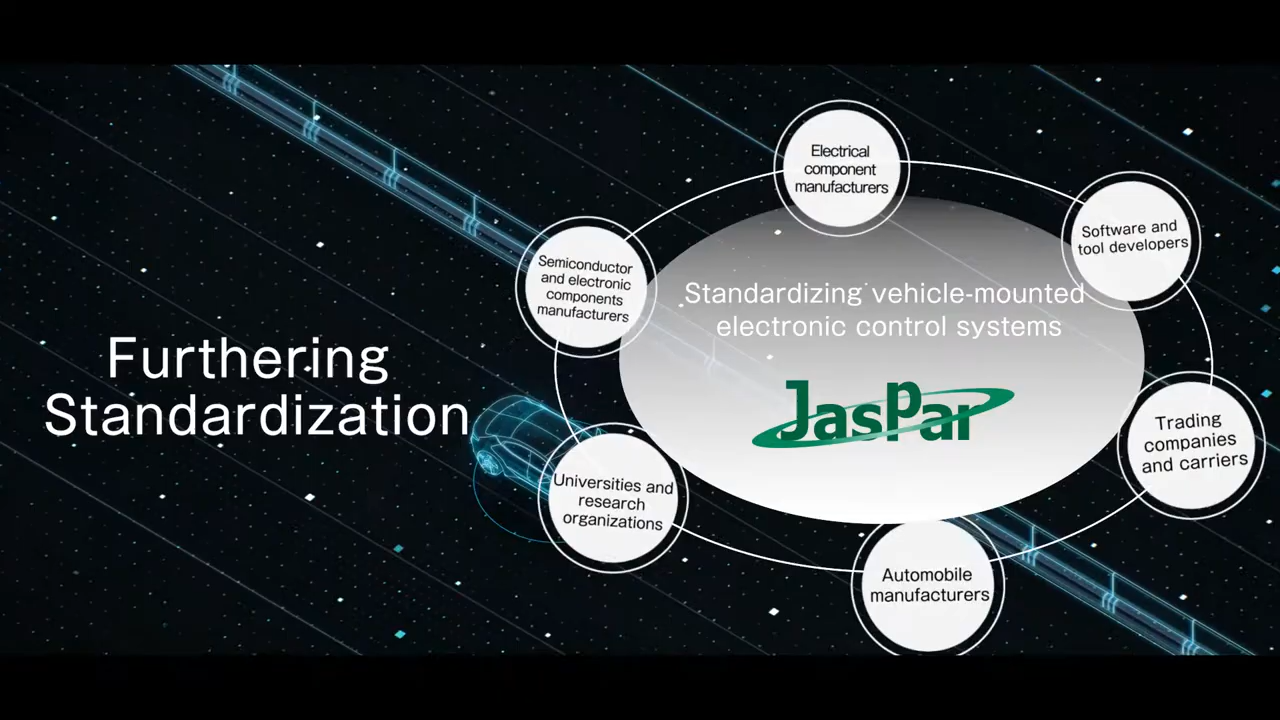 Furthering
Standardization
Electrical
component
manufacturers
Software and
tool developers
Semiconductor
and electronic
components
manufacturers
Standardizing vehicle-mounted
electronic control systems
JasPar
Trading
companies
and carriers
Universities and
research
organizations
Automobile
manufacturers